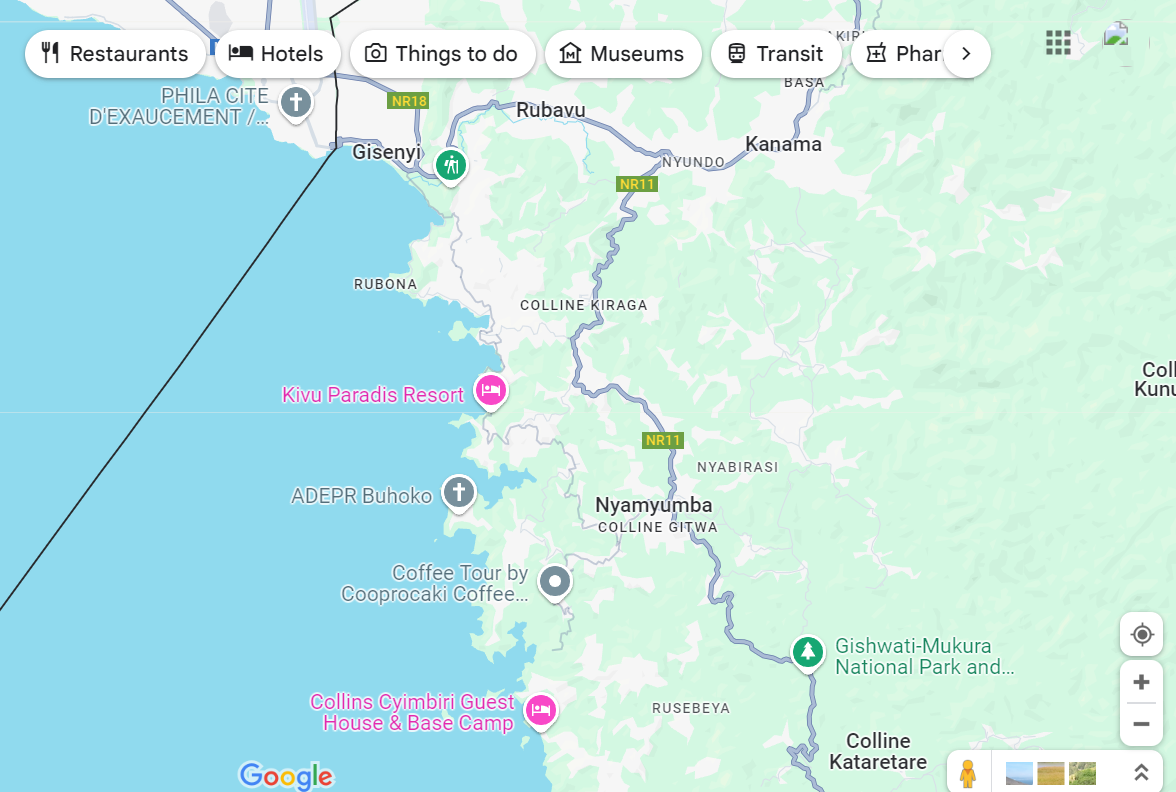 Restaurants
Hotels
Things to do
Museums
Transit
Phar
PHILA CITE
D'EXAUCEMENT /...
NR18
Rubavu
BASA
Gisenyi
NYUNDO
Kanama
NR11
RUBONA
COLLINE KIRAGA
Kivu Paradis Resort
Coll
Kunu
NR11
NYABIRASI
ADEPR Buhoko
Nyamyumba
COLLINE GITWA
Coffee Tour by
Cooprocaki Coffee...
Gishwati-Mukura
National Park and...
Collins Cyimbiri Guest
House & Base Camp
RUSEBEYA
Colline
Kataretare
Google